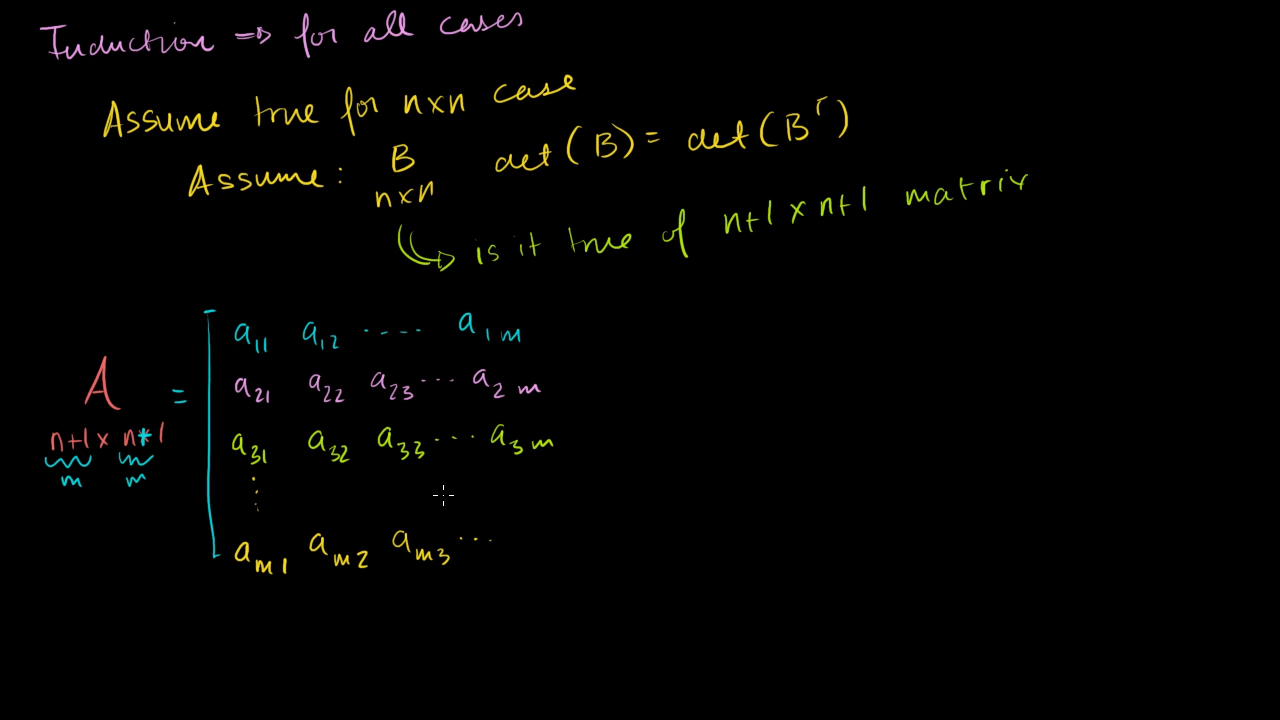 Induction ⇒ for all cases
Assume true for n×n case
Assume: B det(B) = det(Bᵀ)
n×n
is it true of n+1 × n+1 matrix
a₁₁ a₁₂ ···· a₁ₘ
A = a₂₁ a₂₂ a₂₃ ··· a₂ₘ
n+1 × n+1 a₃₁ a₃₂ a₃₃ ··· a₃ₘ
m m ⋮
aₘ₁ aₘ₂ aₘ₃ ···